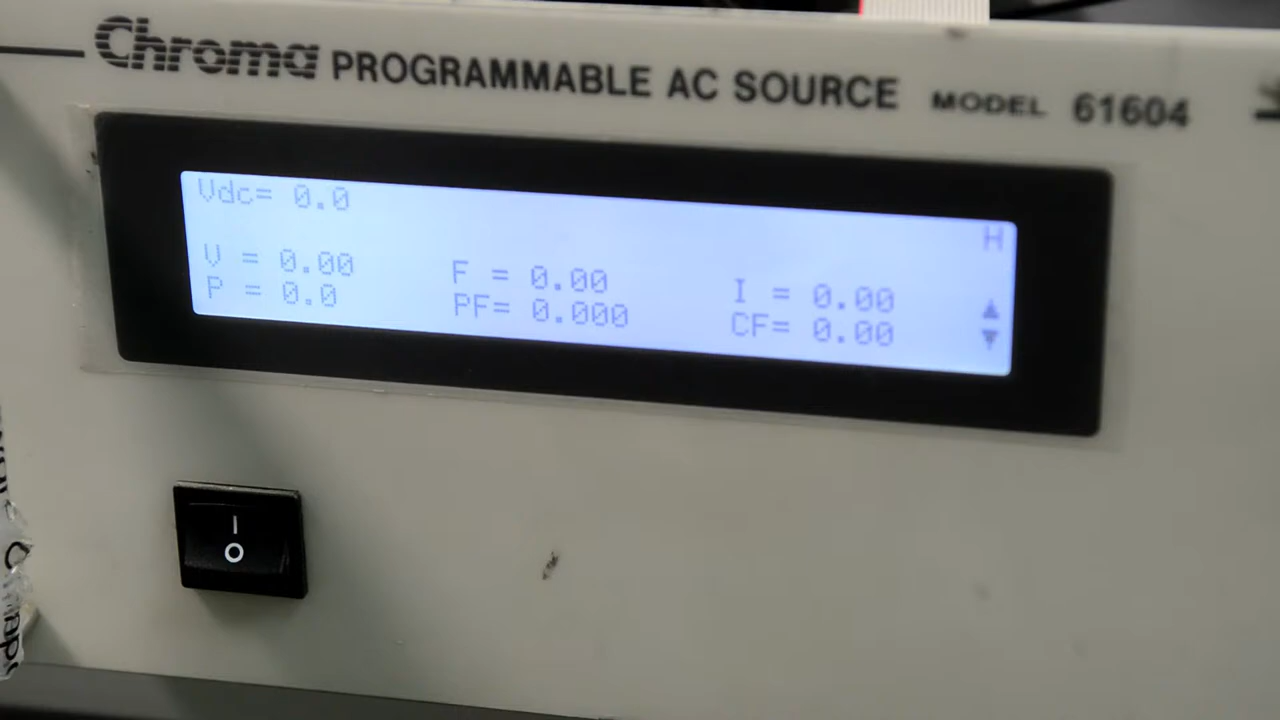 Chroma PROGRAMMABLE AC SOURCE MODEL 61604
Vdc= 0.0
H
V = 0.00 F = 0.00 I = 0.00
P = 0.0 PF= 0.000 CF= 0.00